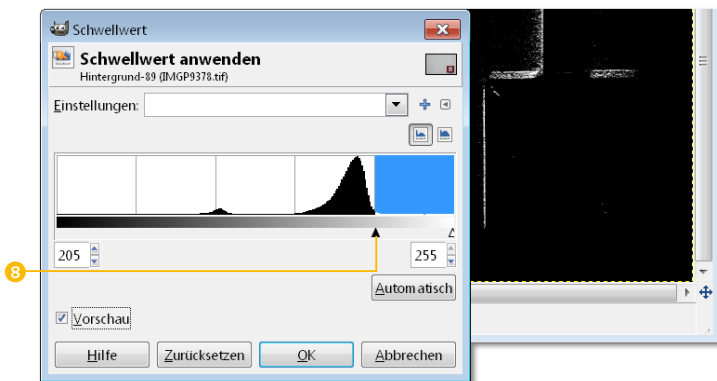 Schwellwert
Schwellwert anwenden
Hintergrund-89 (IMGP9378.tif)
Einstellungen:
205
255
8
Automatisch
Vorschau
Hilfe
Zurücksetzen
OK
Abbrechen